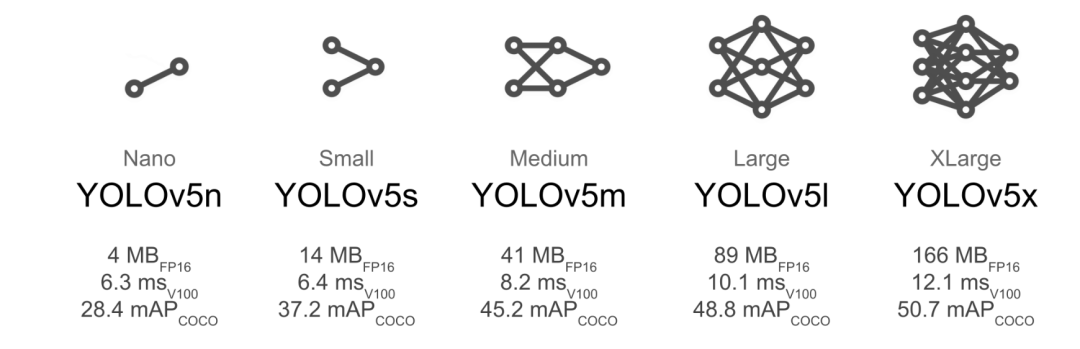 Nano Small Medium Large XLarge
YOLOv5n YOLOv5s YOLOv5m YOLOv5l YOLOv5x
4 MB FP16 14 MB FP16 41 MB FP16 89 MB FP16 166 MB FP16
6.3 ms V100 6.4 ms V100 8.2 ms V100 10.1 ms V100 12.1 ms V100
28.4 mAP COCO 37.2 mAP COCO 45.2 mAP COCO 48.8 mAP COCO 50.7 mAP COCO